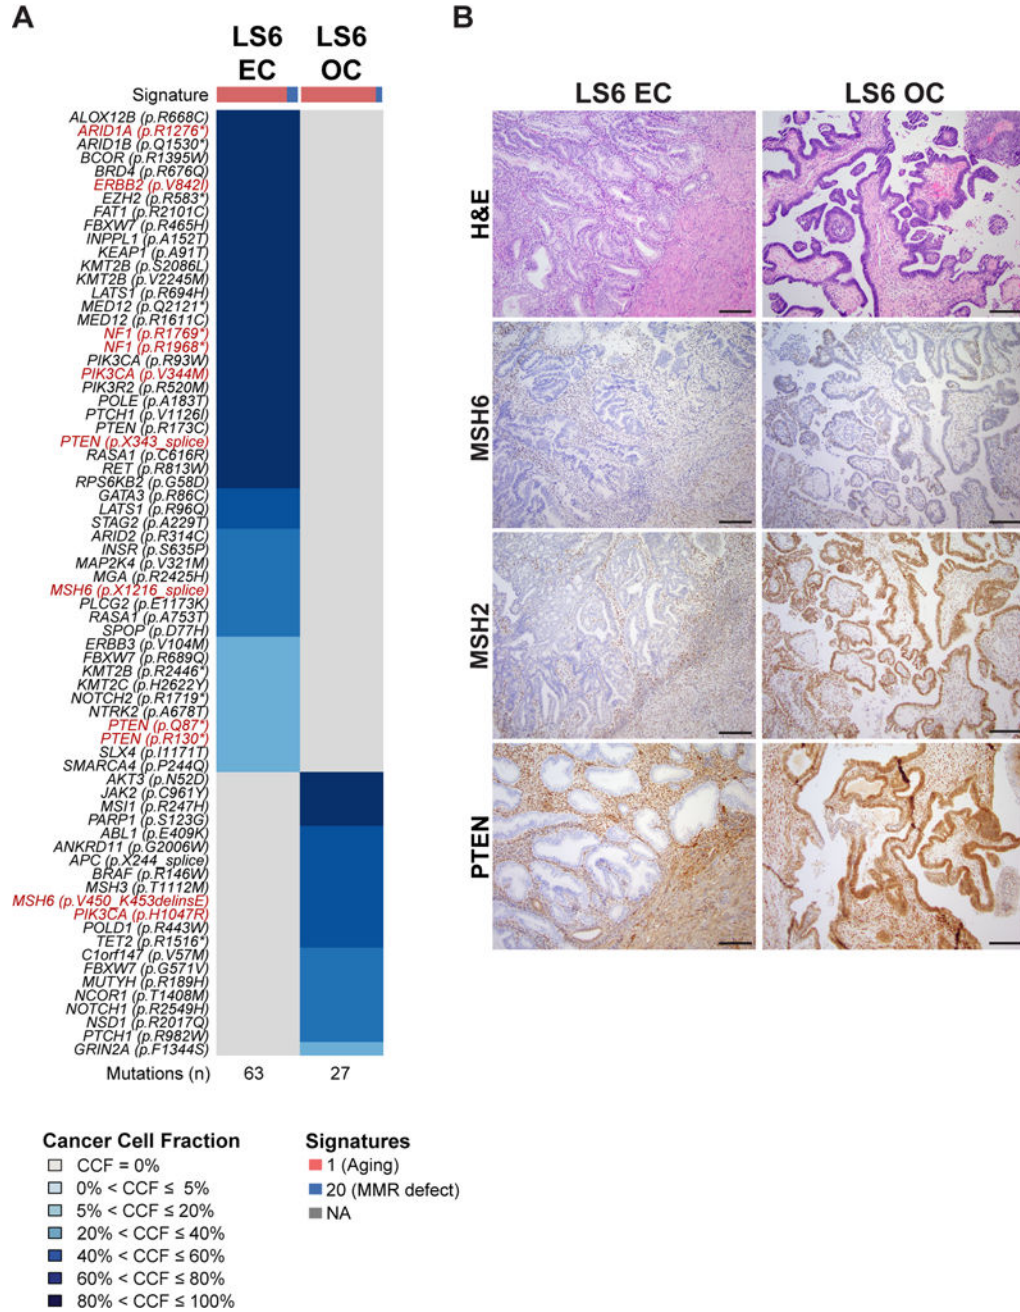 A
LS6
EC
LS6
OC
Signature
ALOX12B (p.R668C)
ARID1A (p.R1276*)
ARID1B (p.Q1530*)
BCOR (p.R1395W)
BRD4 (p.R676Q)
ERBB2 (p.V842I)
EZH2 (p.R583*)
FAT1 (p.R2101C)
FBXW7 (p.R465H)
INPPL1 (p.A152T)
KEAP1 (p.A91T)
KMT2B (p.S2086L)
KMT2B (p.V2245M)
LATS1 (p.R694H)
MED12 (p.Q2121*)
MED12 (p.R1611C)
NF1 (p.R1769*)
NF1 (p.R1968*)
PIK3CA (p.R93W)
PIK3CA (p.V344M)
PIK3R2 (p.R520M)
POLE (p.A183T)
PTCH1 (p.V1126I)
PTEN (p.R173C)
PTEN (p.X343_splice)
RASA1 (p.C616R)
RET (p.R813W)
RPS6KB2 (p.G58D)
GATA3 (p.R86C)
LATS1 (p.R96Q)
STAG2 (p.A229T)
ARID2 (p.R314C)
INSR (p.S635P)
MAP2K4 (p.V321M)
MGA (p.R2425H)
MSH6 (p.X1216_splice)
PLCG2 (p.E1173K)
RASA1 (p.A753T)
SPOP (p.D77H)
ERBB3 (p.V104M)
FBXW7 (p.R689Q)
KMT2B (p.R2446*)
KMT2C (p.H2622Y)
NOTCH2 (p.R1719*)
NTRK2 (p.A678T)
PTEN (p.Q87*)
PTEN (p.R130*)
SLX4 (p.I1171T)
SMARCA4 (p.P244Q)
AKT3 (p.N52D)
JAK2 (p.C961Y)
MSI1 (p.R247H)
PARP1 (p.S123G)
ABL1 (p.E409K)
ANKRD11 (p.G2006W)
APC (p.X244_splice)
BRAF (p.R146W)
MSH3 (p.T1112M)
MSH6 (p.V450_K453delinsE)
PIK3CA (p.H1047R)
POLD1 (p.R443W)
TET2 (p.R1516*)
C1orf147 (p.V57M)
FBXW7 (p.G571V)
MUTYH (p.R189H)
NCOR1 (p.T1408M)
NOTCH1 (p.R2549H)
NSD1 (p.R2017Q)
PTCH1 (p.R982W)
GRIN2A (p.F1344S)
Mutations (n) 63 27
Cancer Cell Fraction
CCF = 0%
0% < CCF ≤ 5%
5% < CCF ≤ 20%
20% < CCF ≤ 40%
40% < CCF ≤ 60%
60% < CCF ≤ 80%
80% < CCF ≤ 100%
Signatures
1 (Aging)
20 (MMR defect)
NA
B
LS6 EC
LS6 OC
H&E
MSH6
MSH2
PTEN